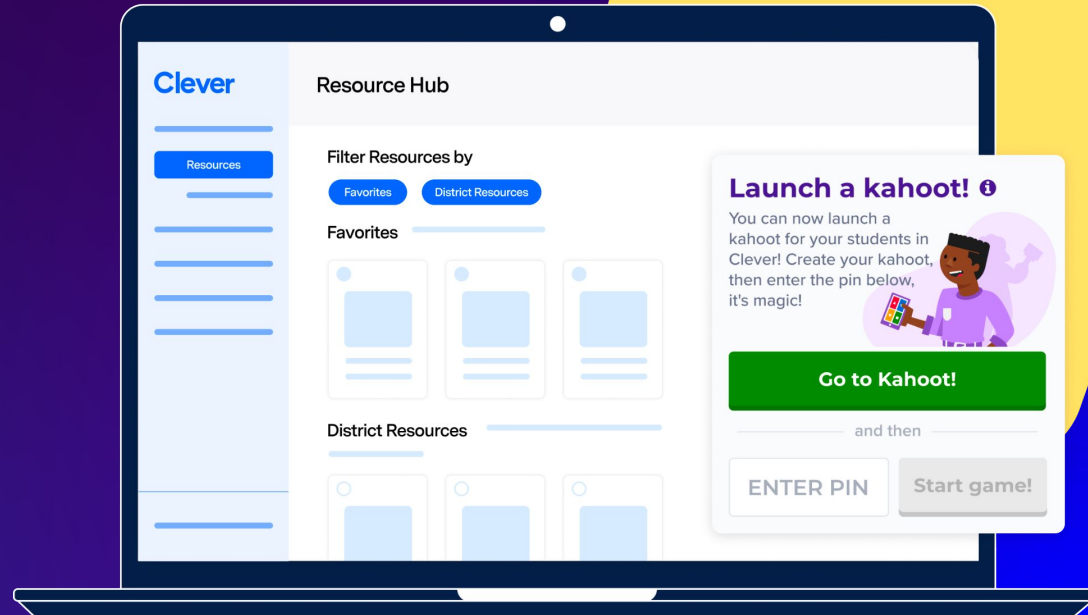 Clever
Resources
Resource Hub
Filter Resources by
Favorites
District Resources
Favorites
District Resources
Launch a kahoot!
You can now launch a
kahoot for your students in
Clever! Create your kahoot,
then enter the pin below,
it's magic!
Go to Kahoot!
and then
ENTER PIN
Start game!